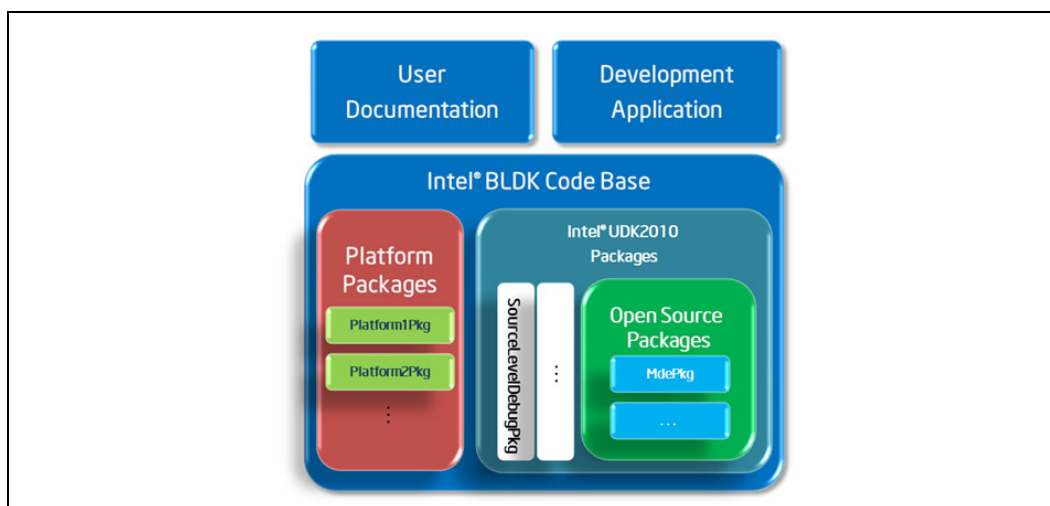 User
Documentation
Development
Application
Intel® BLDK Code Base
Platform
Packages
Platform1Pkg
Platform2Pkg
⋮
Intel® UDK2010
Packages
SourceLevelDebugPkg
...
Open Source
Packages
MdePkg
...